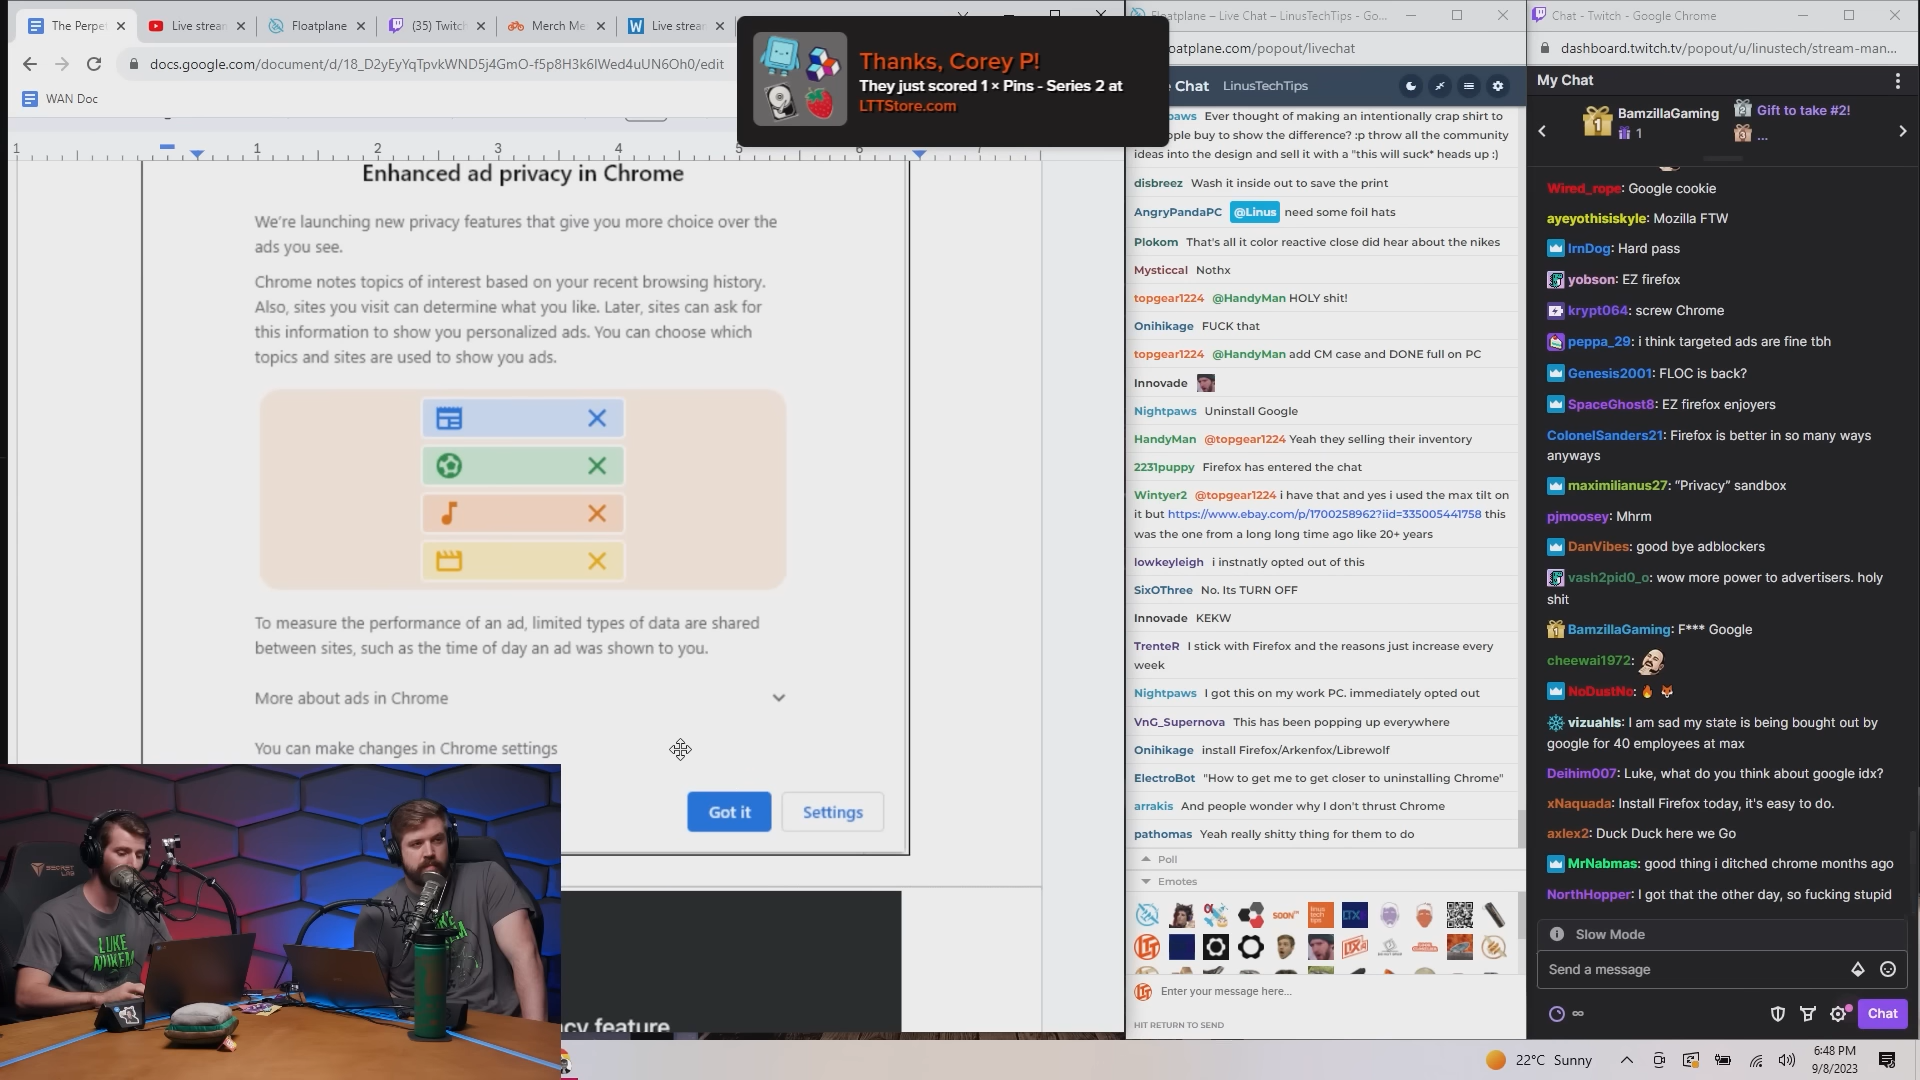 The Perpe
Live strea
Floatplane
(35) Twitch
Merch Me
Live strea
docs.google.com/document/d/18_D2yEyYqTpvkWND5j4GmO-f5p8H3k6lWed4uUN6Oh0/edit
WAN Doc
Thanks, Corey P!
They just scored 1 × Pins - Series 2 at
LTTStore.com
1 1 2 3 4 5 6 7
Enhanced ad privacy in Chrome
We're launching new privacy features that give you more choice over the
ads you see.
Chrome notes topics of interest based on your recent browsing history.
Also, sites you visit can determine what you like. Later, sites can ask for
this information to show you personalized ads. You can choose which
topics and sites are used to show you ads.
To measure the performance of an ad, limited types of data are shared
between sites, such as the time of day an ad was shown to you.
More about ads in Chrome
You can make changes in Chrome settings
Got it
Settings
cy feature
LUKE
NUKEM
SECRETLAB
Floatplane – Live Chat – LinusTechTips - Go...
oatplane.com/popout/livechat
e Chat LinusTechTips
paws Ever thought of making an intentionally crap shirt to
ople buy to show the difference? :p throw all the community
ideas into the design and sell it with a "this will suck* heads up :)
disbreez Wash it inside out to save the print
AngryPandaPC @Linus need some foil hats
Plokom That's all it color reactive close did hear about the nikes
Mysticcal Nothx
topgear1224 @HandyMan HOLY shit!
Onihikage FUCK that
topgear1224 @HandyMan add CM case and DONE full on PC
Innovade
Nightpaws Uninstall Google
HandyMan @topgear1224 Yeah they selling their inventory
2231puppy Firefox has entered the chat
Wintyer2 @topgear1224 i have that and yes i used the max tilt on
it but https://www.ebay.com/p/1700258962?iid=335005441758 this
was the one from a long long time ago like 20+ years
lowkeyleigh i instnatly opted out of this
SixOThree No. Its TURN OFF
Innovade KEKW
TrenteR I stick with Firefox and the reasons just increase every
week
Nightpaws I got this on my work PC. immediately opted out
VnG_Supernova This has been popping up everywhere
Onihikage install Firefox/Arkenfox/Librewolf
ElectroBot "How to get me to get closer to uninstalling Chrome"
arrakis And people wonder why I don't thrust Chrome
pathomas Yeah really shitty thing for them to do
Poll
Emotes
SOON
linus
tech
tips
LTX
Enter your message here...
HIT RETURN TO SEND
Chat - Twitch - Google Chrome
dashboard.twitch.tv/popout/u/linustech/stream-man...
My Chat
1 BamzillaGaming
1
2 Gift to take #2!
3 ...
Wired_rope: Google cookie
ayeyothisiskyle: Mozilla FTW
IrnDog: Hard pass
yobson: EZ firefox
krypt064: screw Chrome
peppa_29: i think targeted ads are fine tbh
Genesis2001: FLOC is back?
SpaceGhost8: EZ firefox enjoyers
ColonelSanders21: Firefox is better in so many ways
anyways
maximilianus27: “Privacy” sandbox
pjmoosey: Mhrm
DanVibes: good bye adblockers
vash2pid0_o: wow more power to advertisers. holy
shit
BamzillaGaming: F*** Google
cheewai1972:
NoDustNo: 🔥 🦊
vizuahls: I am sad my state is being bought out by
google for 40 employees at max
Deihim007: Luke, what do you think about google idx?
xNaquada: Install Firefox today, it's easy to do.
axlex2: Duck Duck here we Go
MrNabmas: good thing i ditched chrome months ago
NorthHopper: I got that the other day, so fucking stupid
Slow Mode
Send a message
∞
Chat
22°C Sunny
6:48 PM
9/8/2023